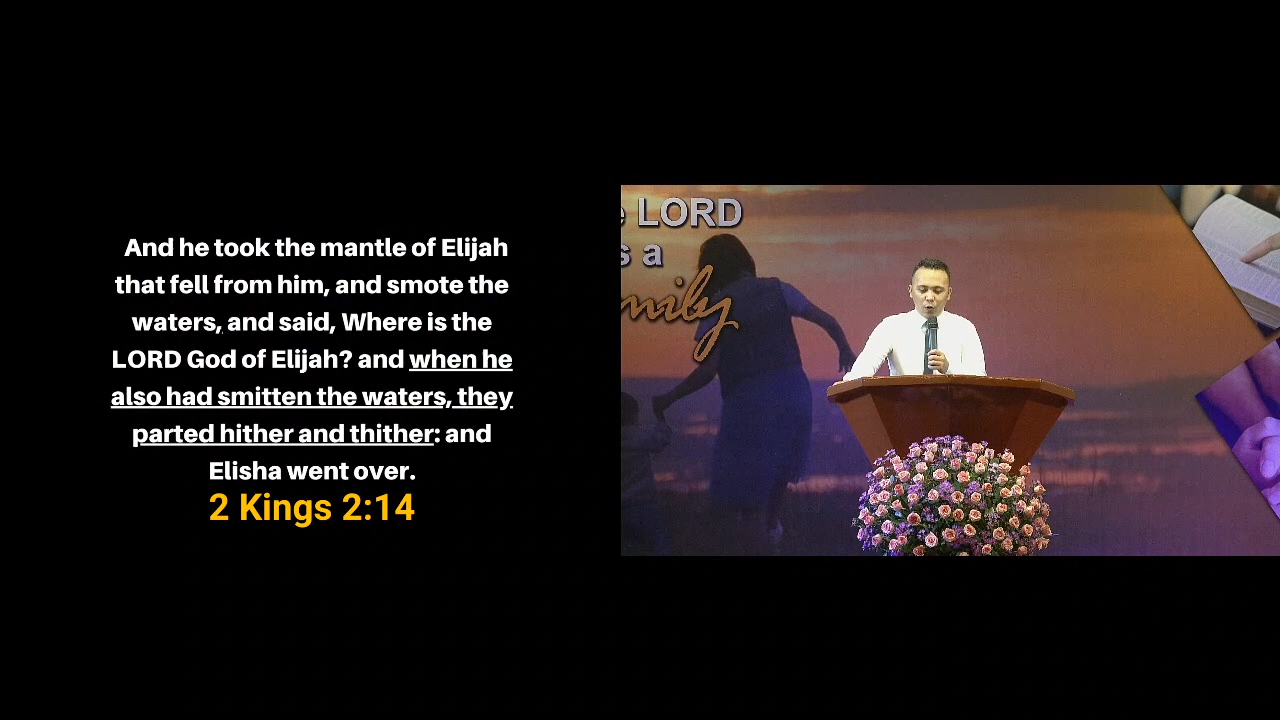 And he took the mantle of Elijah
that fell from him, and smote the
waters, and said, Where is the
LORD God of Elijah? and when he
also had smitten the waters, they
parted hither and thither: and
Elisha went over.
2 Kings 2:14
LORD
a